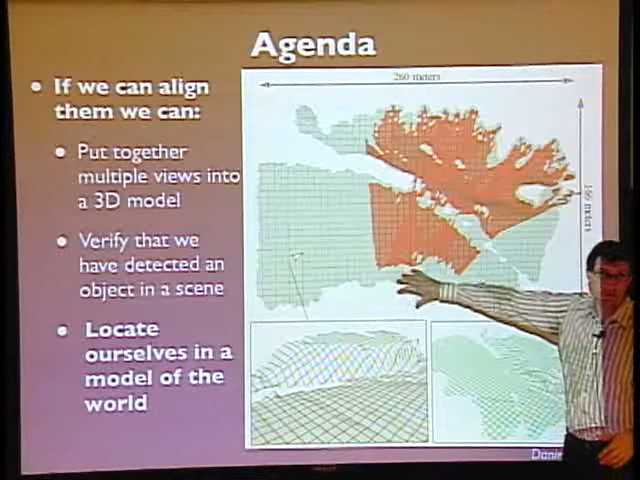 Agenda
If we can align
them we can:
Put together
multiple views into
a 3D model
Verify that we
have detected an
object in a scene
Locate
ourselves in a
model of the
world
260 meters
meters